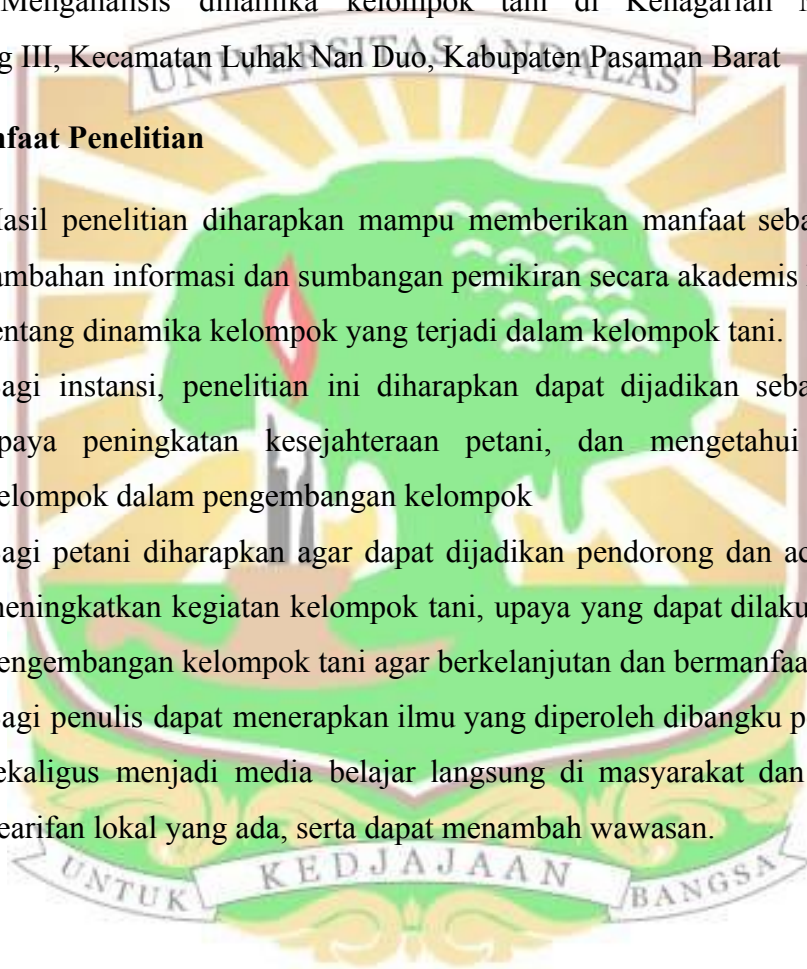 Menganalisis dinamika kelompok tani di Kenagarian
g III, Kecamatan Luhak Nan Duo, Kabupaten Pasaman Barat
UNIVERSITAS ANDALAS
nfaat Penelitian
Hasil penelitian diharapkan mampu memberikan manfaat seba
ambahan informasi dan sumbangan pemikiran secara akademis
entang dinamika kelompok yang terjadi dalam kelompok tani.
agi instansi, penelitian ini diharapkan dapat dijadikan seba
paya peningkatan kesejahteraan petani, dan mengetahui
elompok dalam pengembangan kelompok
agi petani diharapkan agar dapat dijadikan pendorong dan ac
meningkatkan kegiatan kelompok tani, upaya yang dapat dilaku
engembangan kelompok tani agar berkelanjutan dan bermanfaa
agi penulis dapat menerapkan ilmu yang diperoleh dibangku p
ekaligus menjadi media belajar langsung di masyarakat dan
earifan lokal yang ada, serta dapat menambah wawasan.
UNTUK KEDJAJAAN BANGSA